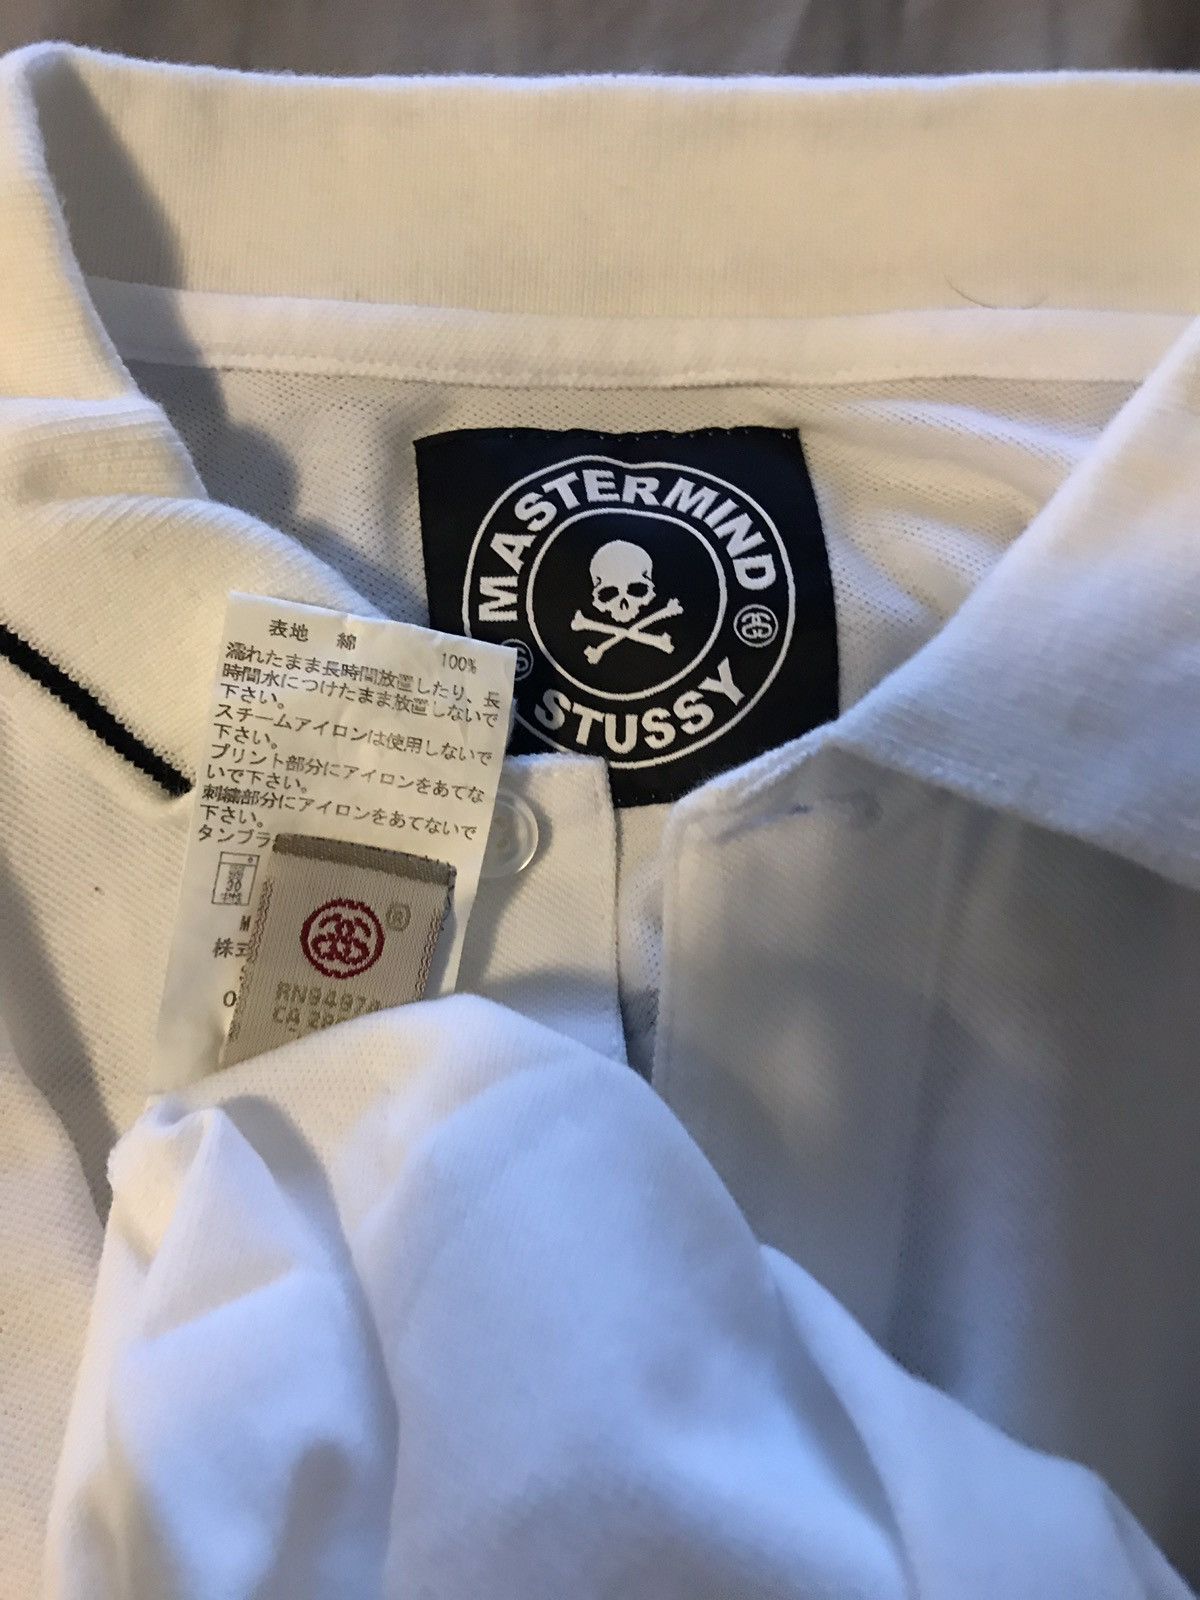 MASTERMIND
STUSSY
表地 綿 100%
濡れたまま長時間放置したり、長
時間水につけたまま放置しないで
下さい。
スチームアイロンは使用しないで
下さい。
プリント部分にアイロンをあてな
いで下さい。
刺繍部分にアイロンをあてないで
下さい。
タンブラ
30
M
株式
®
RN94974
CA